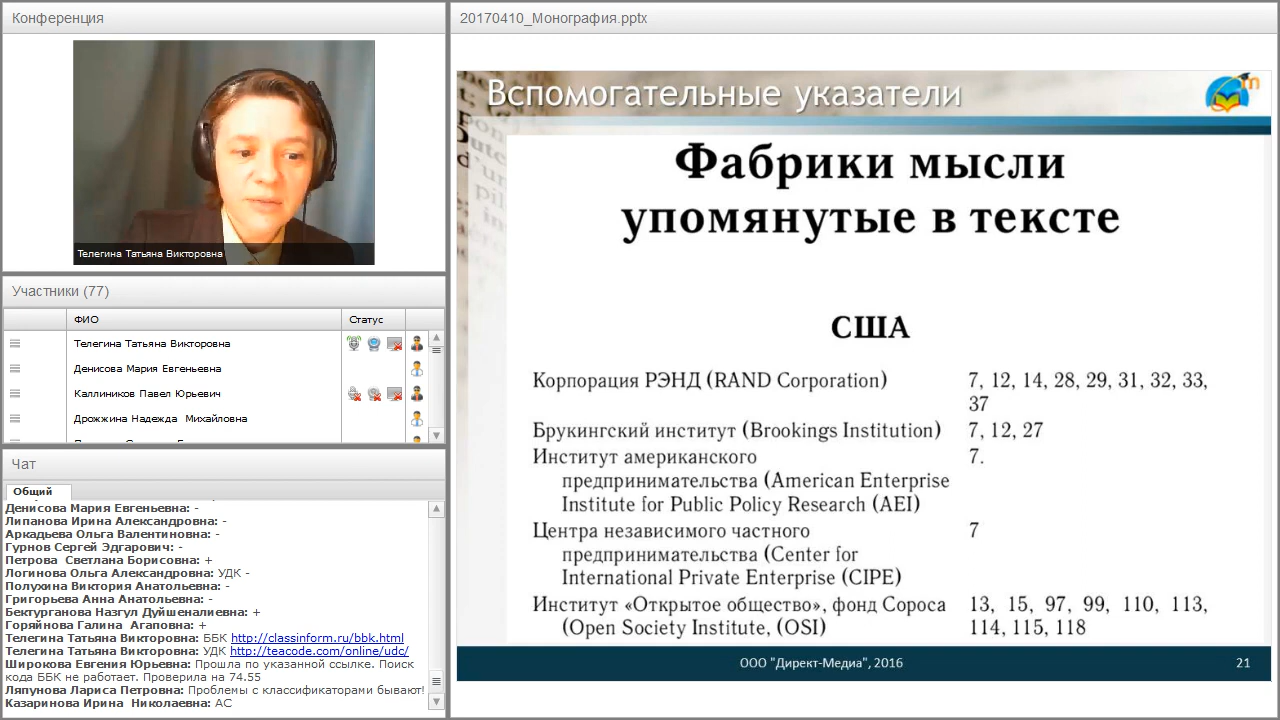 Конференция
Телегина Татьяна Викторовна
Участники (77)
ФИО Статус
Телегина Татьяна Викторовна
Денисова Мария Евгеньевна
Каллиников Павел Юрьевич
Дрожжина Надежда Михайловна
Чат
Общий
Денисова Мария Евгеньевна: -
Липанова Ирина Александровна: -
Аркадьева Ольга Валентиновна: -
Гурнов Сергей Эдгарович: -
Петрова Светлана Борисовна: +
Логинова Ольга Александровна: УДК -
Полухина Виктория Анатольевна: -
Григорьева Анна Анатольевна: -
Бектурганова Назгул Дуйшеналиевна: +
Горяйнова Галина Агаповна: +
Телегина Татьяна Викторовна: ББК http://classinform.ru/bbk.html
Телегина Татьяна Викторовна: УДК http://teacode.com/online/udc/
Широкова Евгения Юрьевна: Прошла по указанной ссылке. Поиск
кода ББК не работает. Проверила на 74.55
Ляпунова Лариса Петровна: Проблемы с классификаторами бывают!
Казаринова Ирина Николаевна: АС
20170410_Монография.pptx
Вспомогательные указатели
Фабрики мысли
упомянутые в тексте
США
Корпорация РЭНД (RAND Corporation) 7, 12, 14, 28, 29, 31, 32, 33,
37
Брукингский институт (Brookings Institution) 7, 12, 27
Институт американского 7.
предпринимательства (American Enterprise
Institute for Public Policy Research (AEI)
Центра независимого частного 7
предпринимательства (Center for
International Private Enterprise (CIPE)
Институт «Открытое общество», фонд Сороса 13, 15, 97, 99, 110, 113,
(Open Society Institute, (OSI) 114, 115, 118
ООО "Директ-Медиа", 2016 21